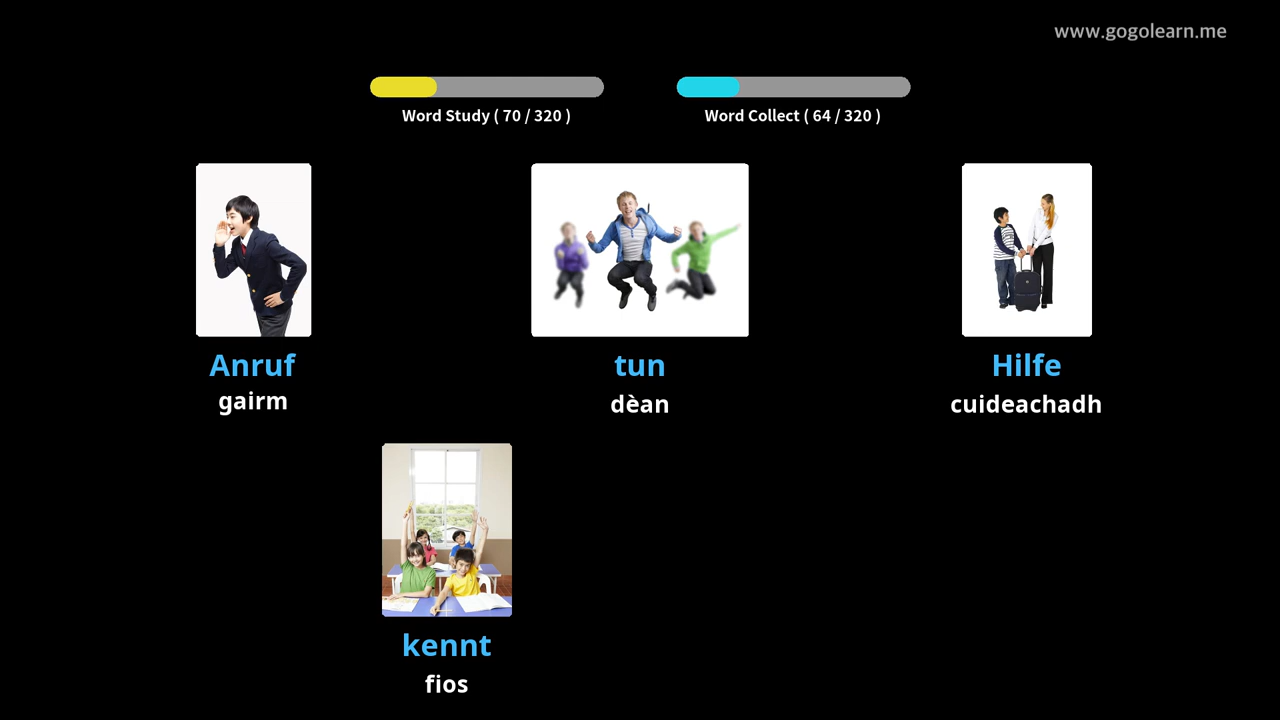 www.gogolearn.me
Word Study ( 70 / 320 )
Word Collect ( 64 / 320 )
Anruf
gairm
tun
dèan
Hilfe
cuideachadh
kennt
fios